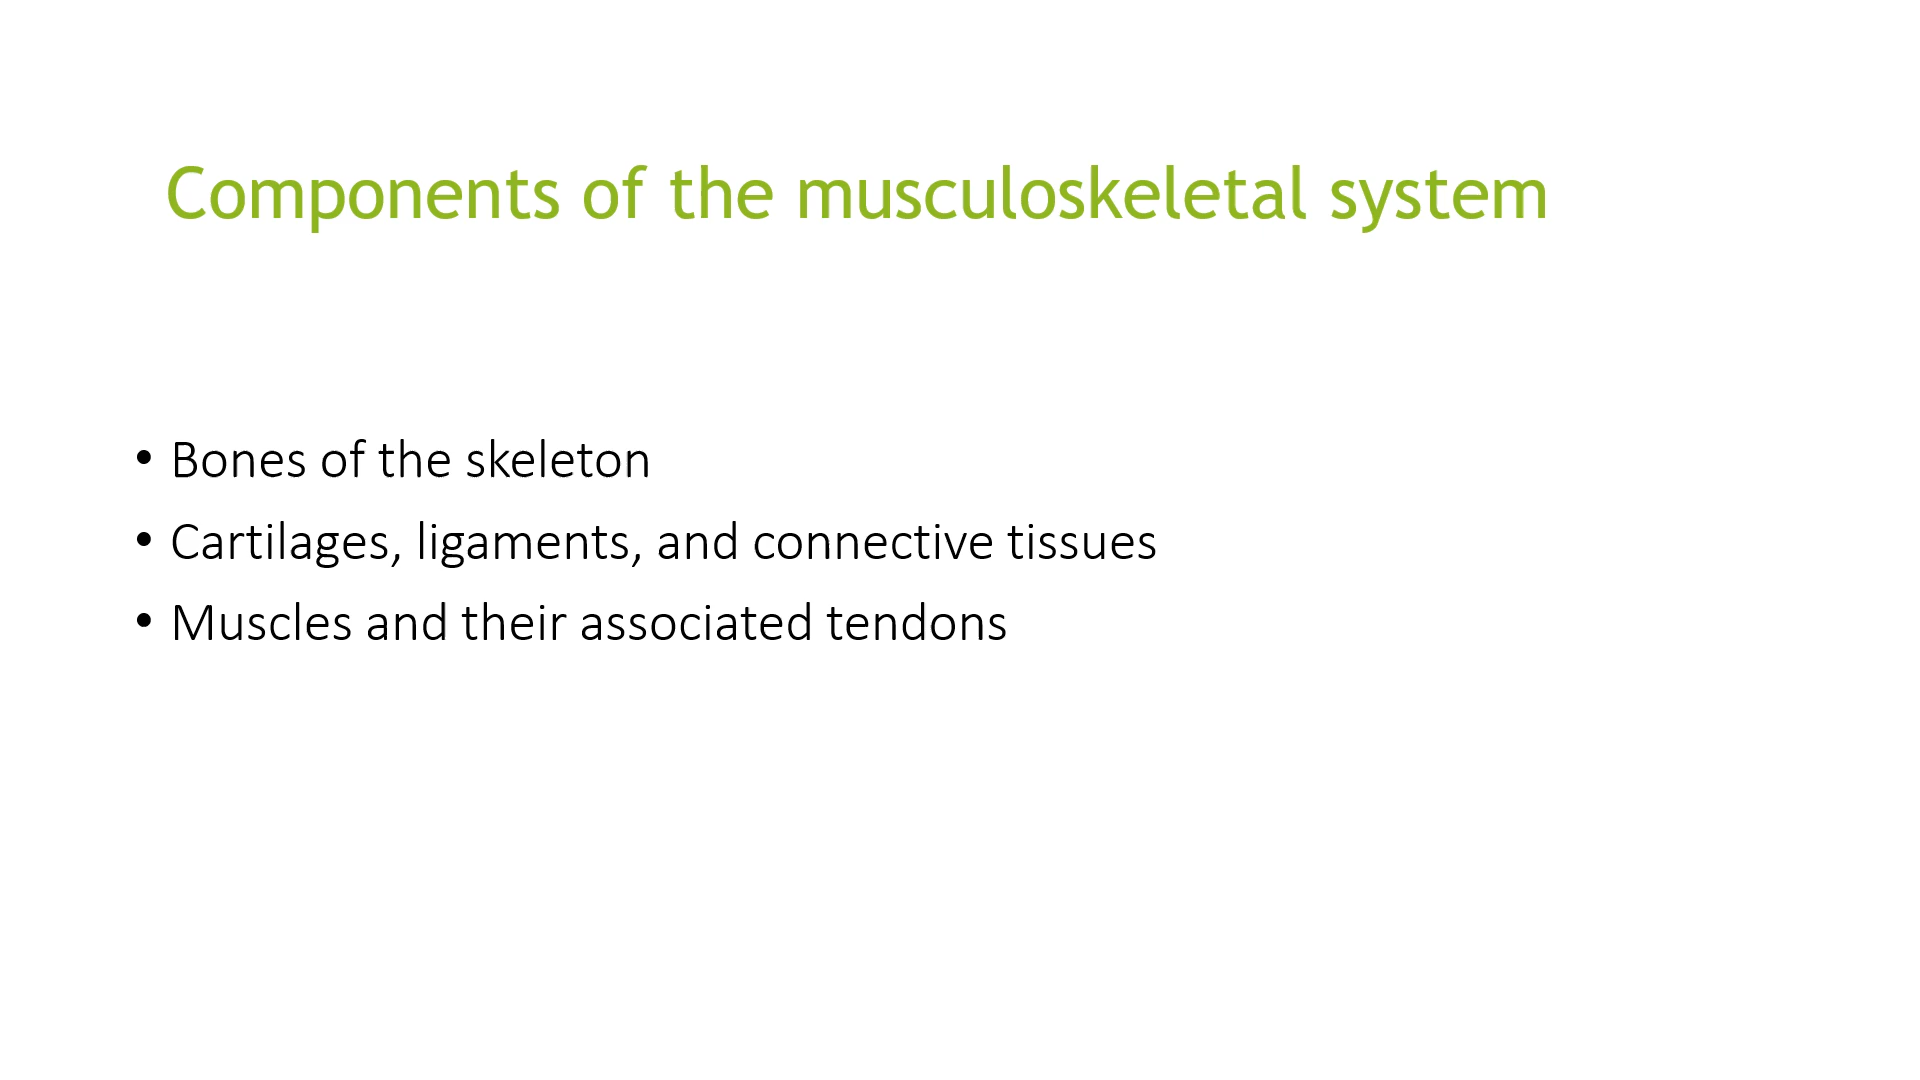 Components of the musculoskeletal system
• Bones of the skeleton
• Cartilages, ligaments, and connective tissues
• Muscles and their associated tendons